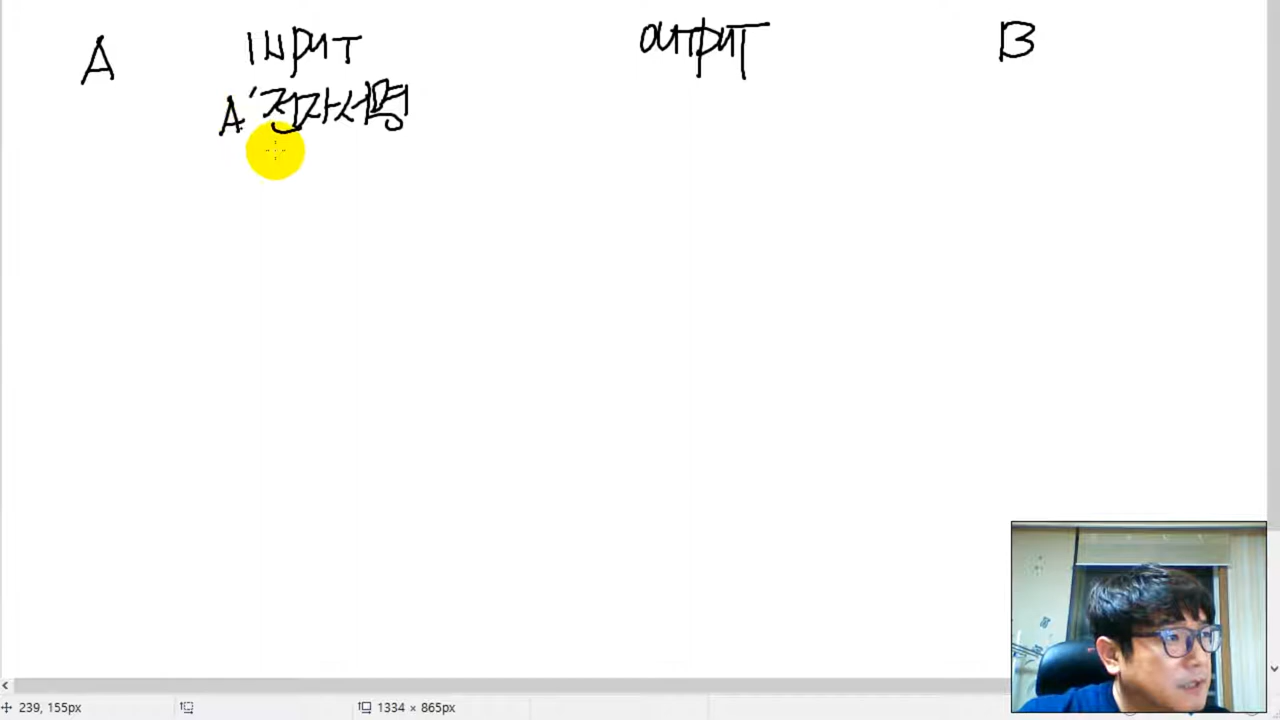 A INPUT OUTPUT B
A' 전자서명
239, 155px 1334 × 865px